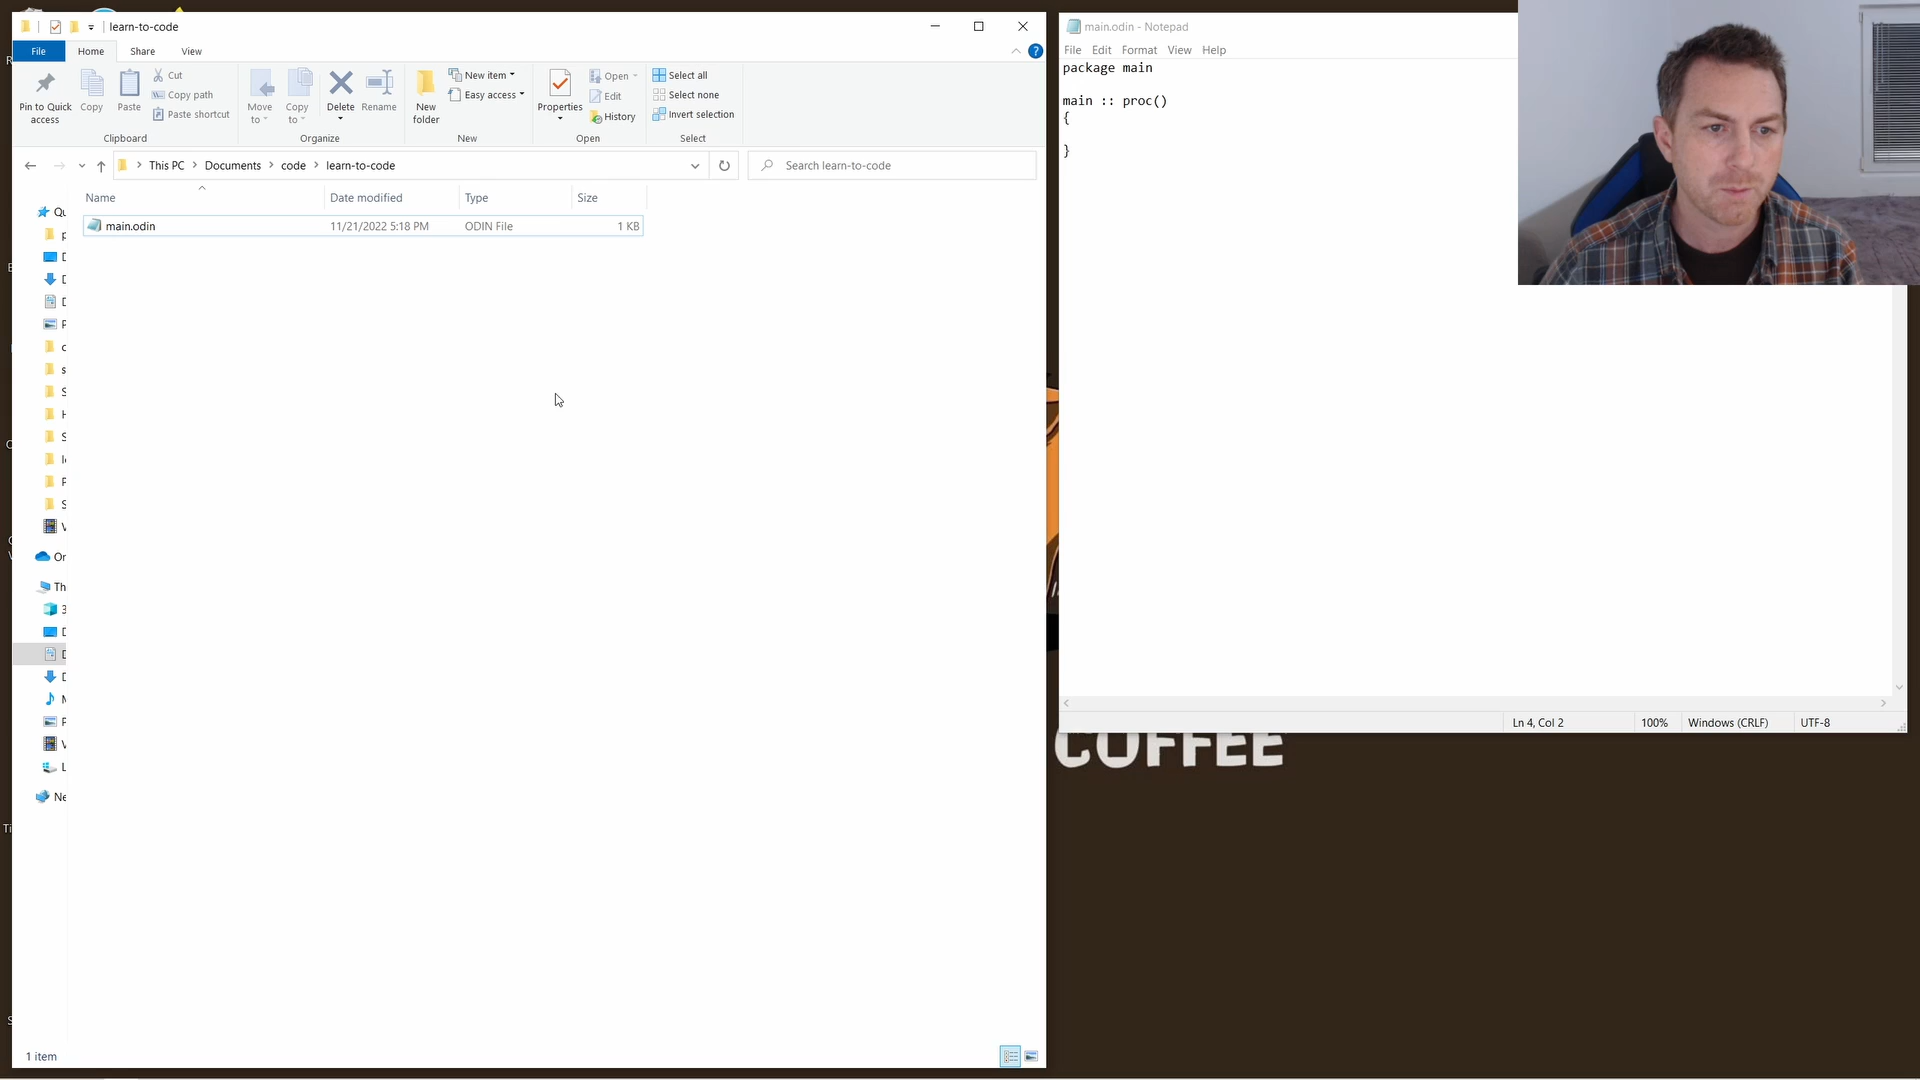 learn-to-code
File
Home
Share
View
Pin to Quick
access
Copy
Paste
Cut
Copy path
Paste shortcut
Clipboard
Move
to
Copy
to
Delete
Rename
Organize
New
folder
New item
Easy access
New
Properties
Open
Edit
History
Open
Select all
Select none
Invert selection
Select
This PC
Documents
code
learn-to-code
Search learn-to-code
Name
Date modified
Type
Size
main.odin
11/21/2022 5:18 PM
ODIN File
1 KB
Qu
On
Th
Ne
1 item
main.odin - Notepad
File
Edit
Format
View
Help
package main
main :: proc()
{
}
Ln 4, Col 2
100%
Windows (CRLF)
UTF-8
COFFEE